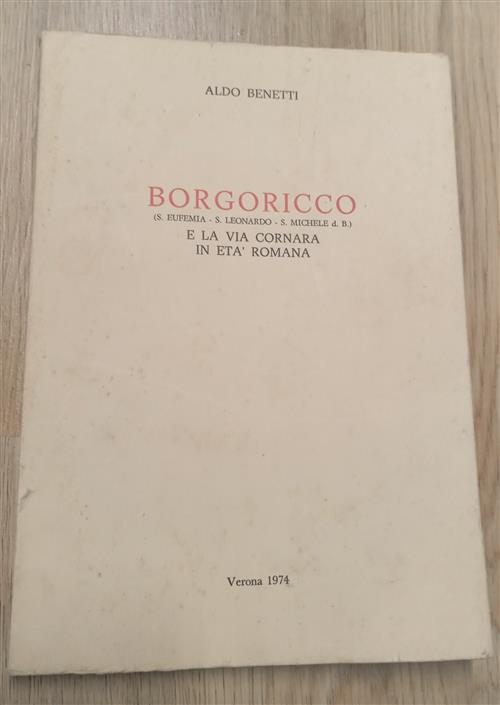 ALDO BENETTI
BORGORICCO
(S. EUFEMIA - S. LEONARDO - S. MICHELE d. B.)
E LA VIA CORNARA
IN ETA' ROMANA
Verona 1974